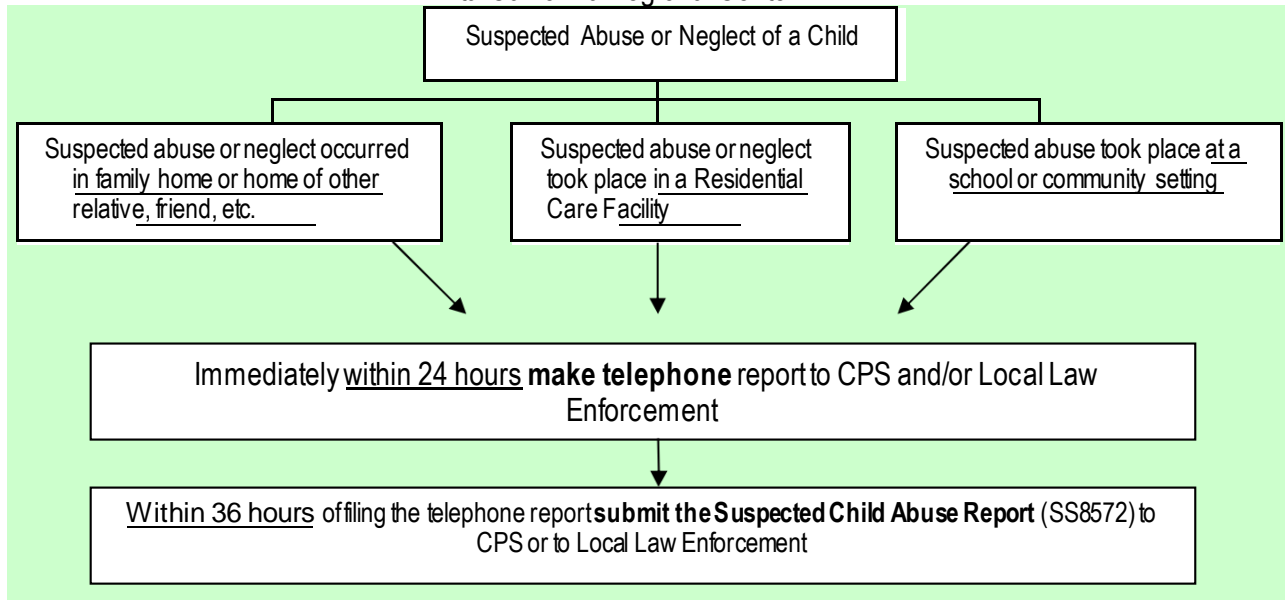 Suspected Abuse or Neglect of a Child
Suspected abuse or neglect occurred
in family home or home of other
relative, friend, etc.
Suspected abuse or neglect
took place in a Residential
Care Facility
Suspected abuse took place at a
school or community setting
Immediately within 24 hours make telephone report to CPS and/or Local Law
Enforcement
Within 36 hours of filing the telephone report submit the Suspected Child Abuse Report (SS8572) to
CPS or to Local Law Enforcement